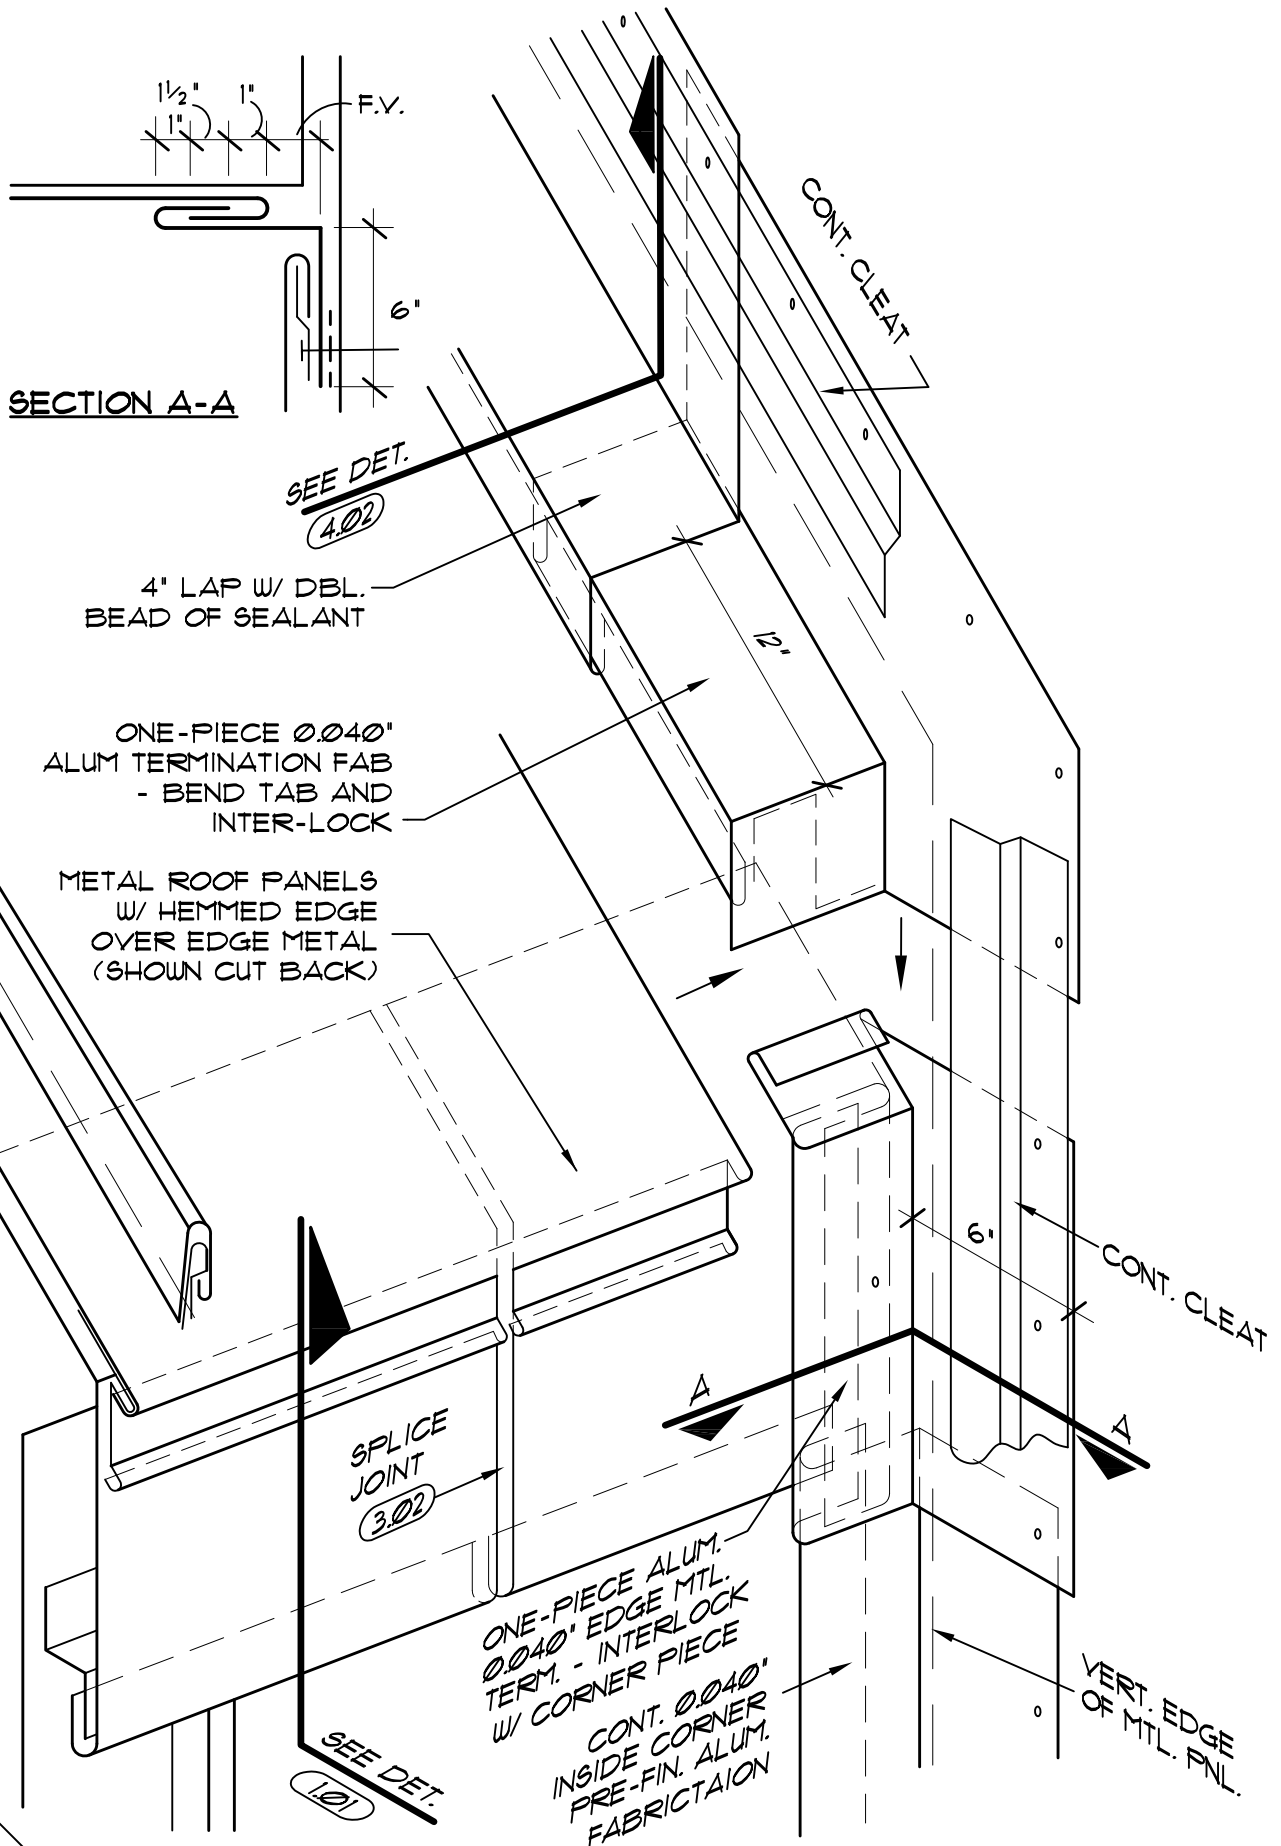 1½" 1"
1"
F.V.
6"
SECTION A-A
CONT. CLEAT
SEE DET.
4.02
4" LAP W/ DBL.
BEAD OF SEALANT
12"
ONE-PIECE 0.040"
ALUM TERMINATION FAB
- BEND TAB AND
INTER-LOCK
METAL ROOF PANELS
W/ HEMMED EDGE
OVER EDGE METAL
(SHOWN CUT BACK)
6"
CONT. CLEAT
A
A
SPLICE
JOINT
3.02
ONE-PIECE ALUM.
0.040" EDGE MTL.
TERM. - INTERLOCK
W/ CORNER PIECE
CONT. 0.040"
INSIDE CORNER
PRE-FIN. ALUM.
FABRICTAION
VERT. EDGE
OF MTL. PNL.
SEE DET.
1.01